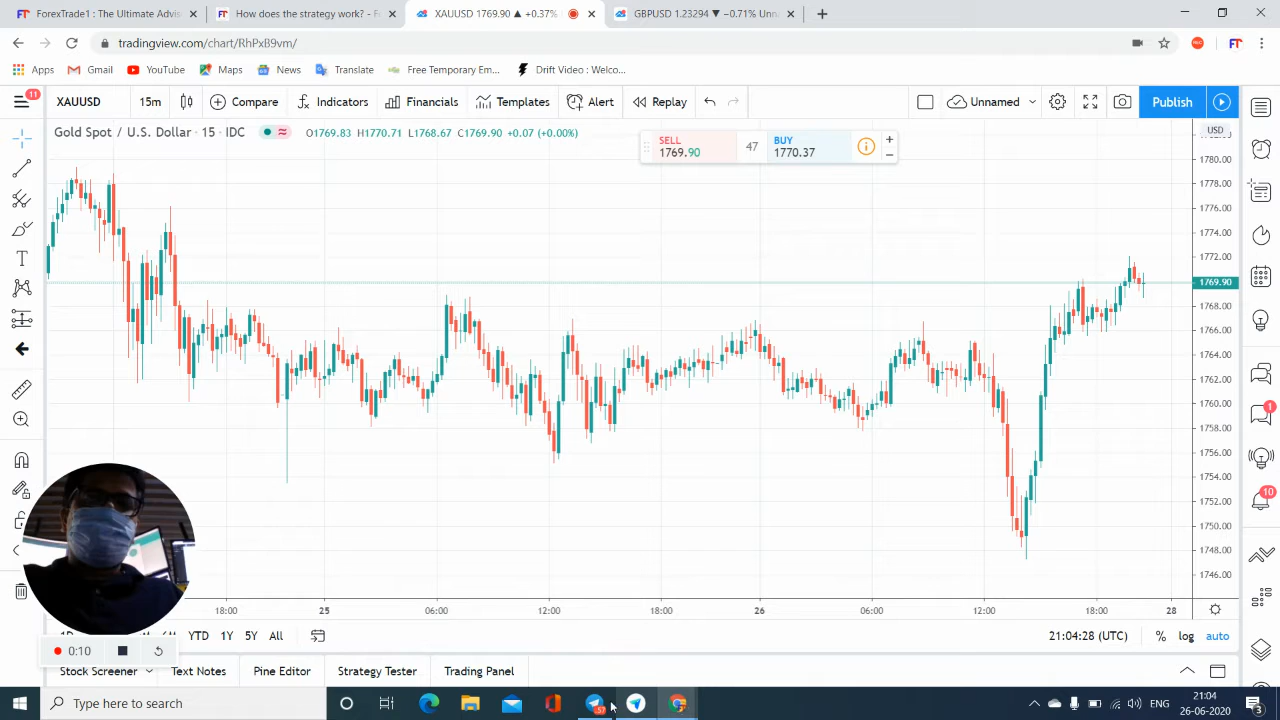 ForexTrade1: The Ultimate Advis
How does the strategy work? - F
XAUUSD 1769.90 ▲ +0.37%
GBPUSD 1.23294 ▼ −0.71% Unn
tradingview.com/chart/RhPxB9vm/
Apps
Gmail
YouTube
Maps
News
Translate
Free Temporary Em...
Drift Video : Welco...
11
XAUUSD
15m
Compare
Indicators
Financials
Templates
Alert
Replay
Unnamed
Publish
Gold Spot / U.S. Dollar · 15 · IDC
O1769.83 H1770.71 L1768.67 C1769.90 +0.07 (+0.00%)
SELL
1769.90
47
BUY
1770.37
USD
1780.00
1778.00
1776.00
1774.00
1772.00
1769.90
1768.00
1766.00
1764.00
1762.00
1760.00
1758.00
1756.00
1754.00
1752.00
1750.00
1748.00
1746.00
1
10
18:00
25
06:00
12:00
18:00
26
06:00
12:00
18:00
28
YTD
1Y
5Y
All
21:04:28 (UTC)
%
log
auto
0:10
Stock Screener
Text Notes
Pine Editor
Strategy Tester
Trading Panel
Type here to search
57
ENG
21:04
26-06-2020
3